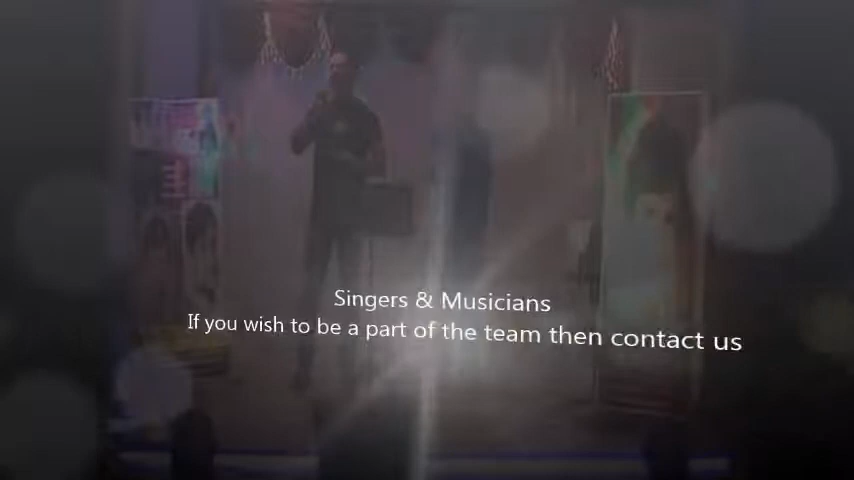 Singers & Musicians
If you wish to be a part of the team then contact us